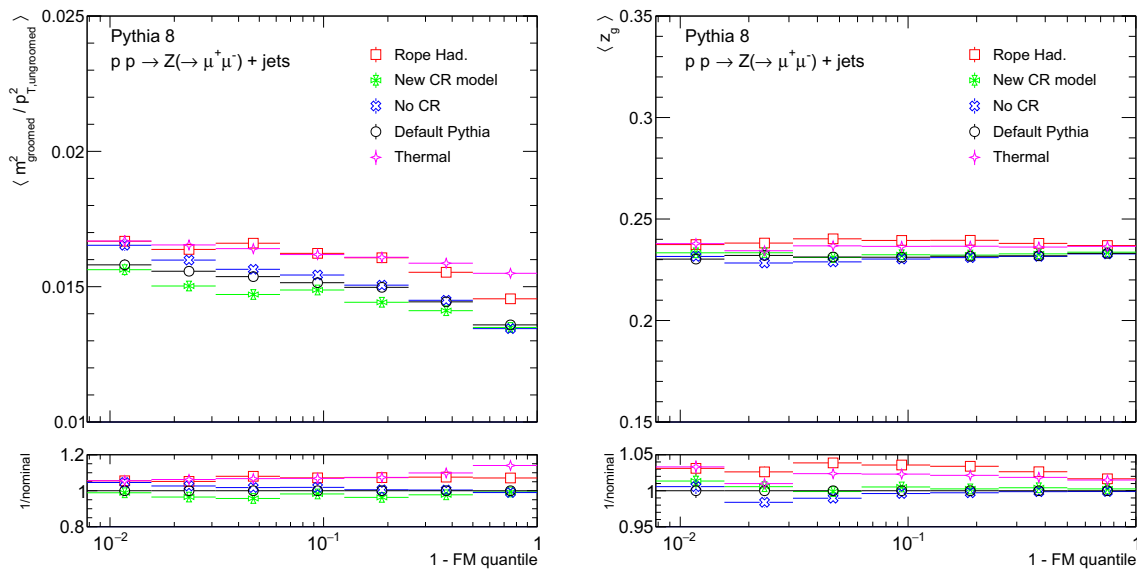 0.025
Pythia 8
p p → Z(→ μ⁺μ⁻) + jets
Rope Had.
New CR model
No CR
Default Pythia
Thermal
⟨ m²groomed / p²T,ungroomed ⟩
0.02
0.015
0.01
1.2
1
0.8
1/nominal
10⁻²
10⁻¹
1
1 - FM quantile
0.35
Pythia 8
p p → Z(→ μ⁺μ⁻) + jets
Rope Had.
New CR model
No CR
Default Pythia
Thermal
⟨ zg ⟩
0.3
0.25
0.2
0.15
1.05
1
0.95
1/nominal
10⁻²
10⁻¹
1
1 - FM quantile